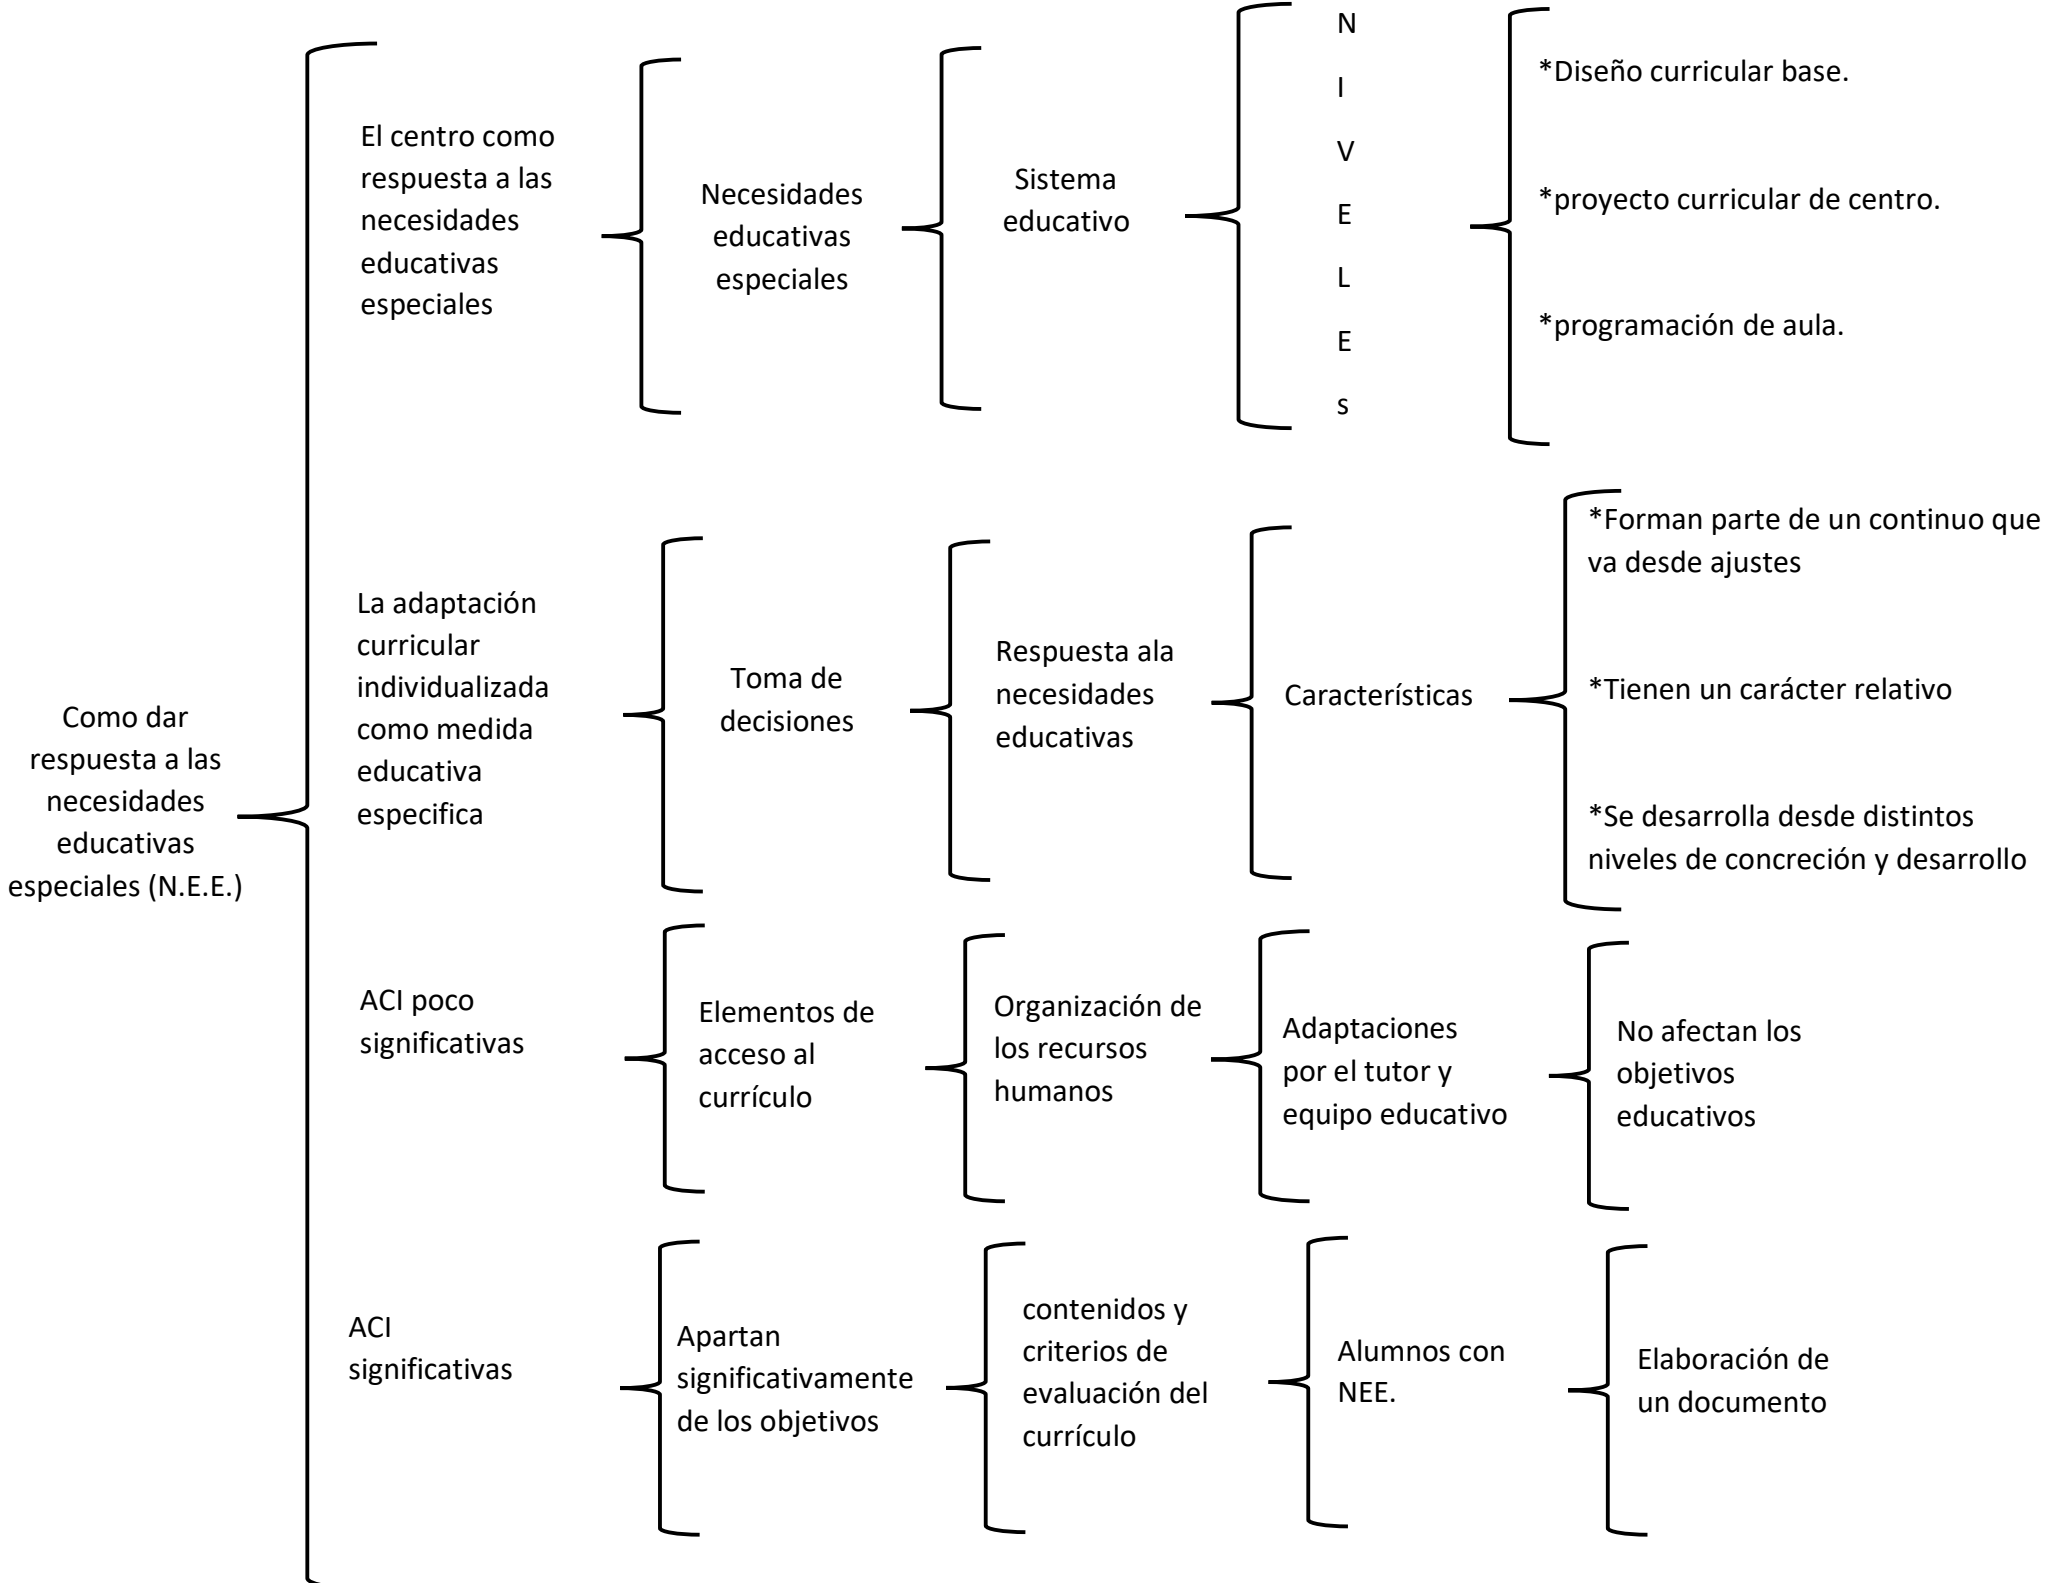 Como dar
respuesta a las
necesidades
educativas
especiales (N.E.E.)
El centro como
respuesta a las
necesidades
educativas
especiales
Necesidades
educativas
especiales
Sistema
educativo
N
I
V
E
L
E
s
*Diseño curricular base.
*proyecto curricular de centro.
*programación de aula.
La adaptación
curricular
individualizada
como medida
educativa
especifica
Toma de
decisiones
Respuesta ala
necesidades
educativas
Características
*Forman parte de un continuo que
va desde ajustes
*Tienen un carácter relativo
*Se desarrolla desde distintos
niveles de concreción y desarrollo
ACI poco
significativas
Elementos de
acceso al
currículo
Organización de
los recursos
humanos
Adaptaciones
por el tutor y
equipo educativo
No afectan los
objetivos
educativos
ACI
significativas
Apartan
significativamente
de los objetivos
contenidos y
criterios de
evaluación del
currículo
Alumnos con
NEE.
Elaboración de
un documento